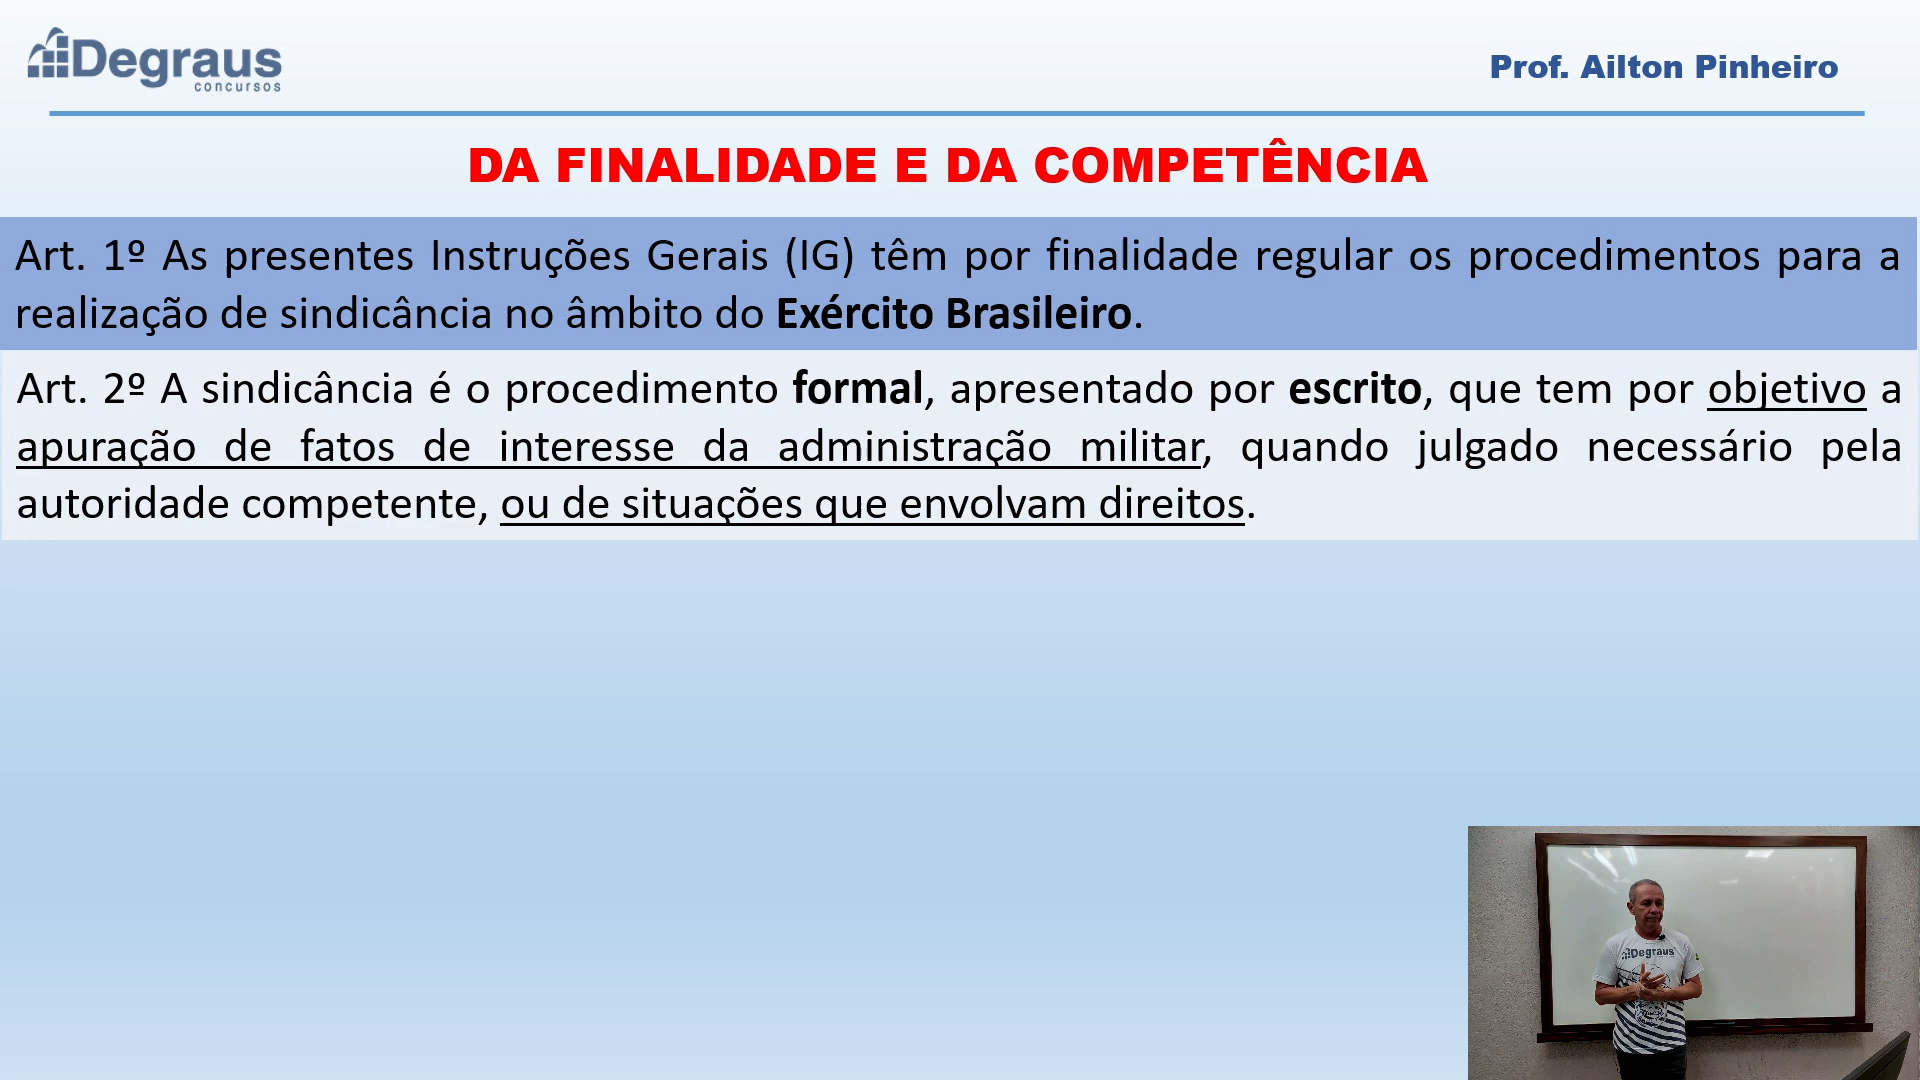 Degraus
concursos
Prof. Ailton Pinheiro
DA FINALIDADE E DA COMPETÊNCIA
Art. 1º As presentes Instruções Gerais (IG) têm por finalidade regular os procedimentos para a
realização de sindicância no âmbito do Exército Brasileiro.
Art. 2º A sindicância é o procedimento formal, apresentado por escrito, que tem por objetivo a
apuração de fatos de interesse da administração militar, quando julgado necessário pela
autoridade competente, ou de situações que envolvam direitos.
Degraus